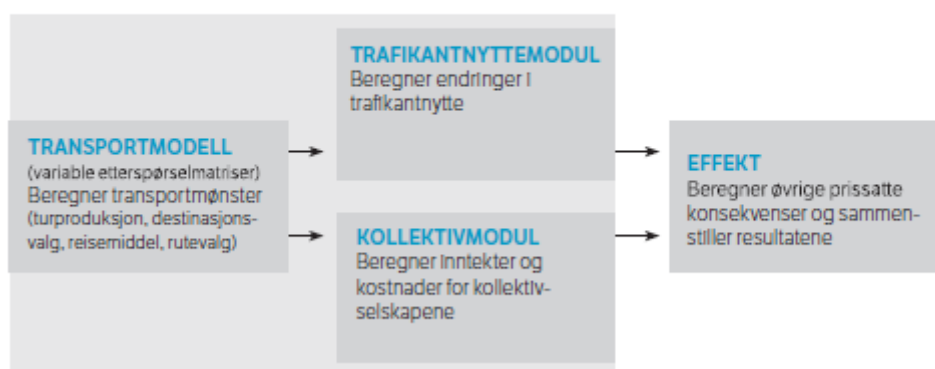 TRANSPORTMODELL
(variable etterspørselmatriser)
Beregner transportmønster
(turproduksjon, destinasjons-
valg, reisemiddel, rutevalg)
TRAFIKANTNYTTEMODUL
Beregner endringer i
trafikantnytte
KOLLEKTIVMODUL
Beregner inntekter og
kostnader for kollektiv-
selskapene
EFFEKT
Beregner øvrige prissatte
konsekvenser og sammen-
stiller resultatene